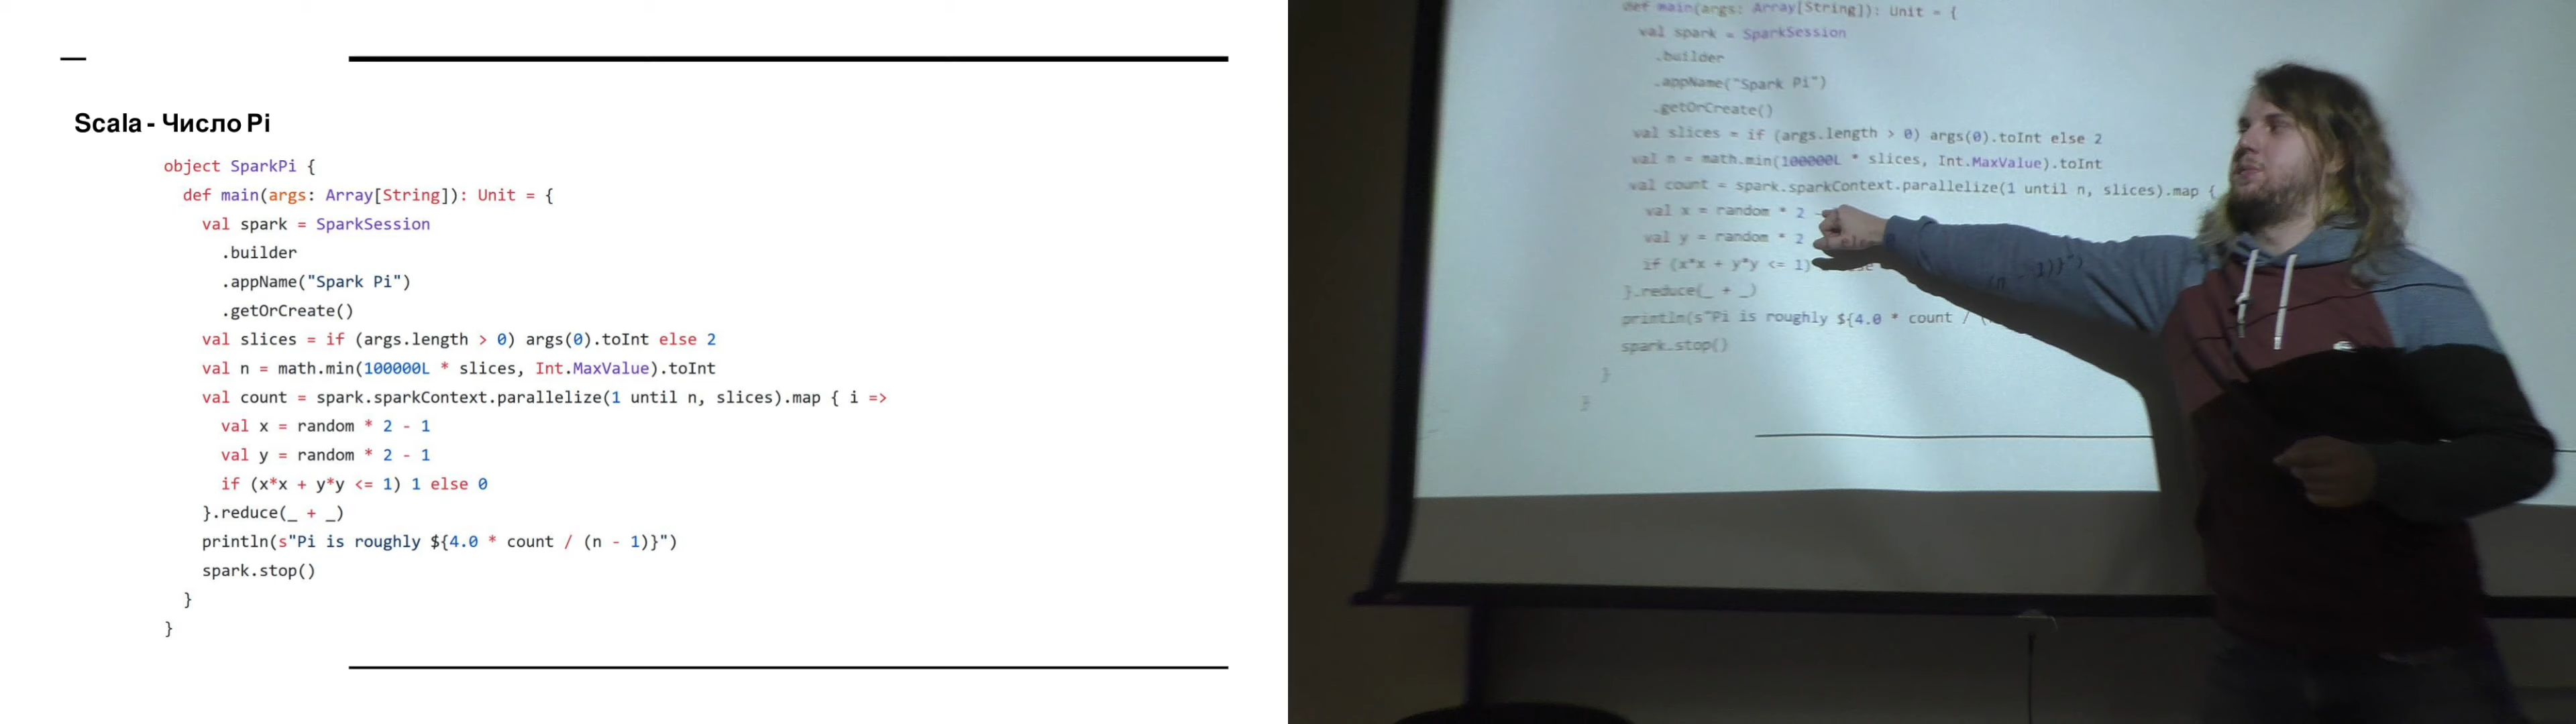 Scala - Число Pi
object SparkPi {
def main(args: Array[String]): Unit = {
val spark = SparkSession
.builder
.appName("Spark Pi")
.getOrCreate()
val slices = if (args.length > 0) args(0).toInt else 2
val n = math.min(100000L * slices, Int.MaxValue).toInt
val count = spark.sparkContext.parallelize(1 until n, slices).map { i =>
val x = random * 2 - 1
val y = random * 2 - 1
if (x*x + y*y <= 1) 1 else 0
}.reduce(_ + _)
println(s"Pi is roughly ${4.0 * count / (n - 1)}")
spark.stop()
}
}
def main(args: Array[String]): Unit = {
val spark = SparkSession
.builder
.appName("Spark Pi")
.getOrCreate()
val slices = if (args.length > 0) args(0).toInt else 2
val n = math.min(100000L * slices, Int.MaxValue).toInt
val count = spark.sparkContext.parallelize(1 until n, slices).map {
val x = random * 2 -
val y = random * 2
if (x*x + y*y <= 1) else
}.reduce(_ + _)
println(s"Pi is roughly ${4.0 * count / (n - 1)}")
spark.stop()
}
}